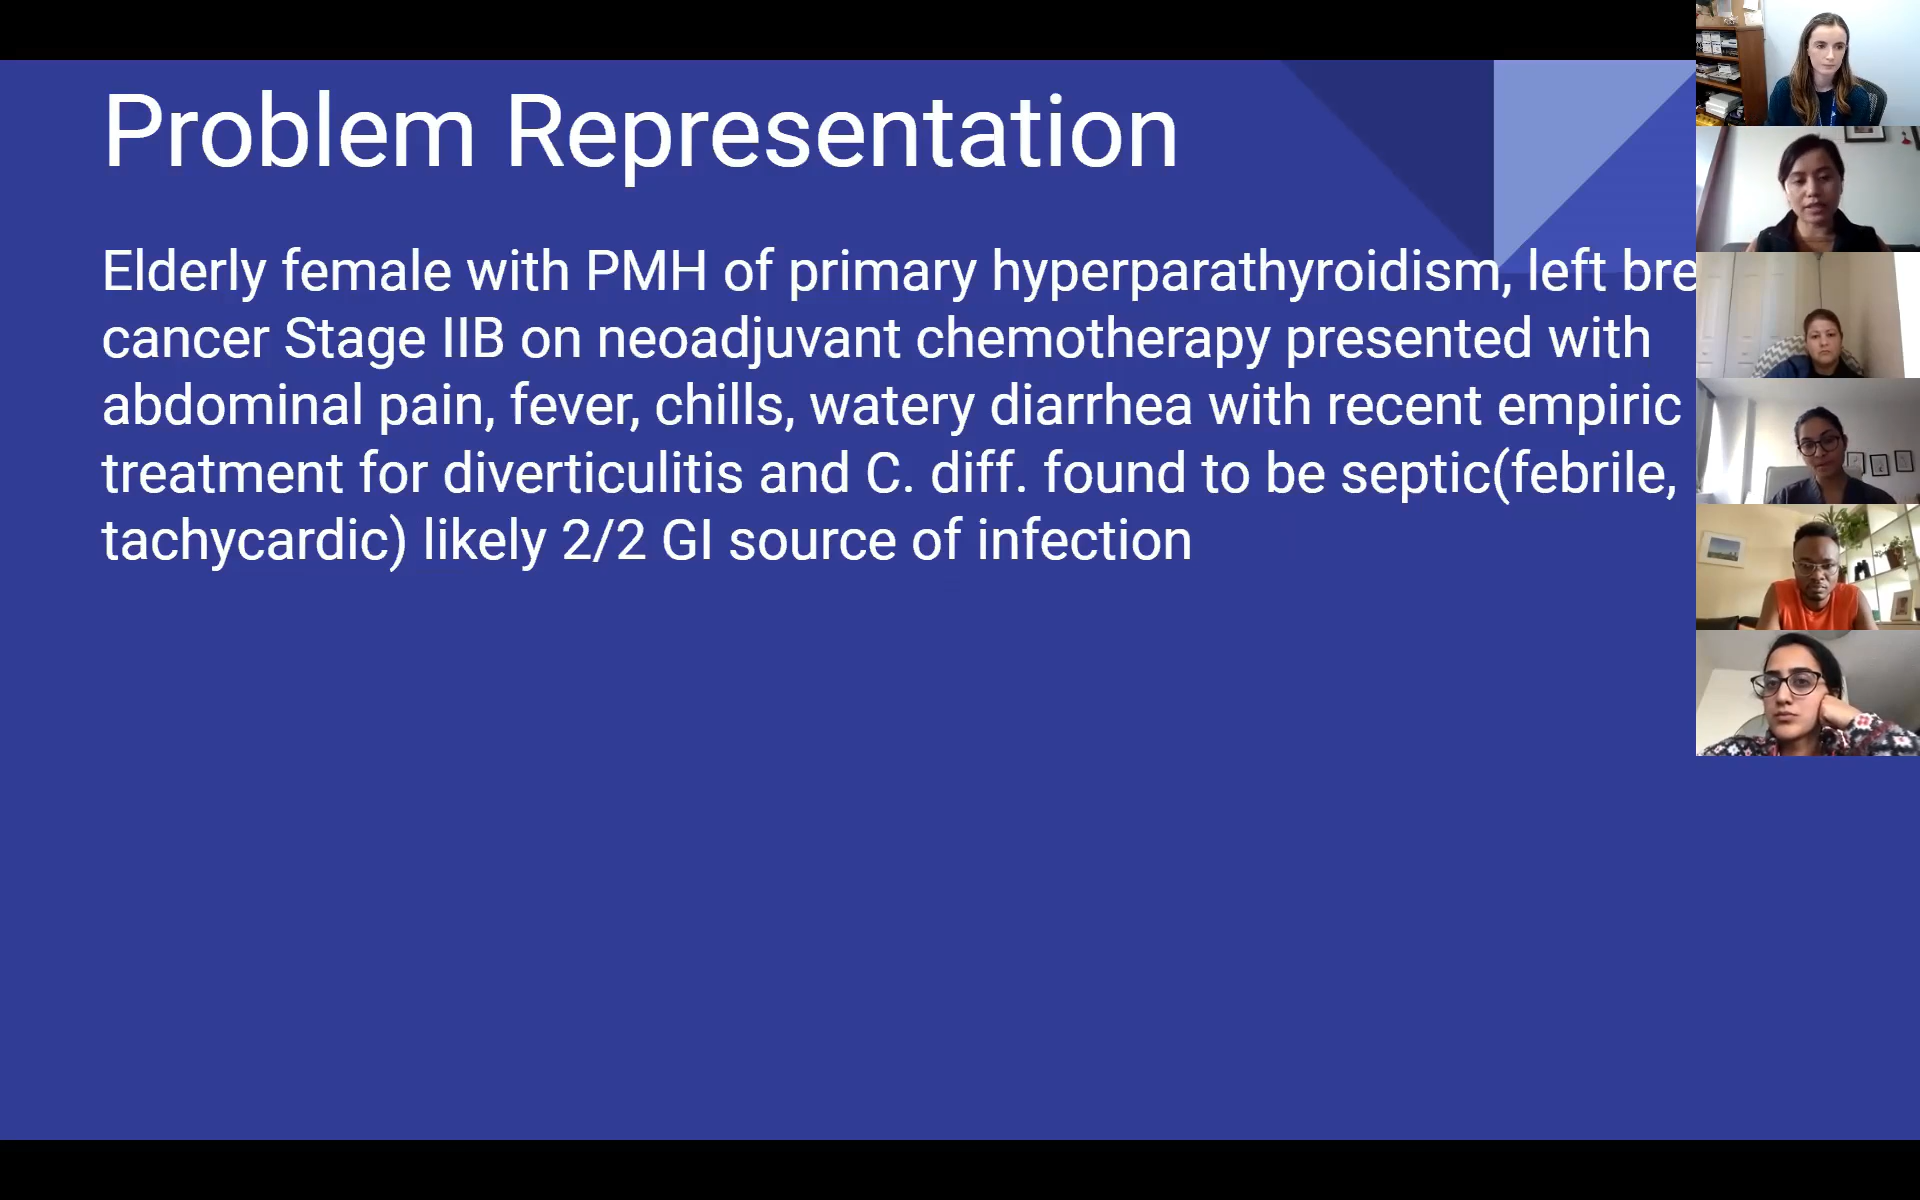 Problem Representation
Elderly female with PMH of primary hyperparathyroidism, left bre
cancer Stage IIB on neoadjuvant chemotherapy presented with
abdominal pain, fever, chills, watery diarrhea with recent empiric
treatment for diverticulitis and C. diff. found to be septic(febrile,
tachycardic) likely 2/2 GI source of infection